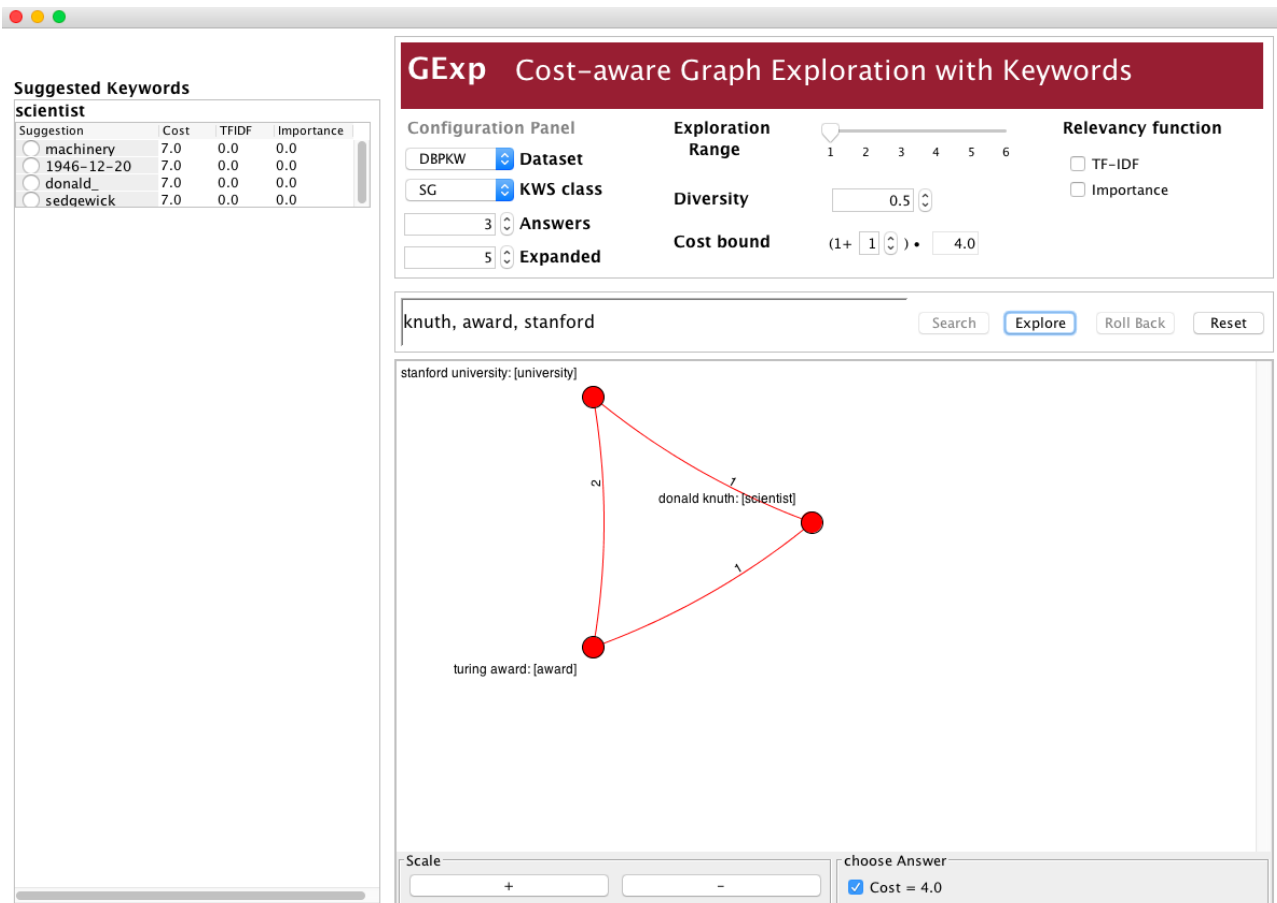 Suggested Keywords
scientist
Suggestion Cost TFIDF Importance
machinery 7.0 0.0 0.0
1946-12-20 7.0 0.0 0.0
donald_ 7.0 0.0 0.0
sedgewick 7.0 0.0 0.0
GExp Cost-aware Graph Exploration with Keywords
Configuration Panel
DBPKW Dataset
SG KWS class
3 Answers
5 Expanded
Exploration Range
1 2 3 4 5 6
Diversity 0.5
Cost bound (1+ 1 ) • 4.0
Relevancy function
TF-IDF
Importance
knuth, award, stanford
Search Explore Roll Back Reset
stanford university: [university]
2
1
donald knuth: [scientist]
1
turing award: [award]
Scale
+ -
choose Answer
Cost = 4.0